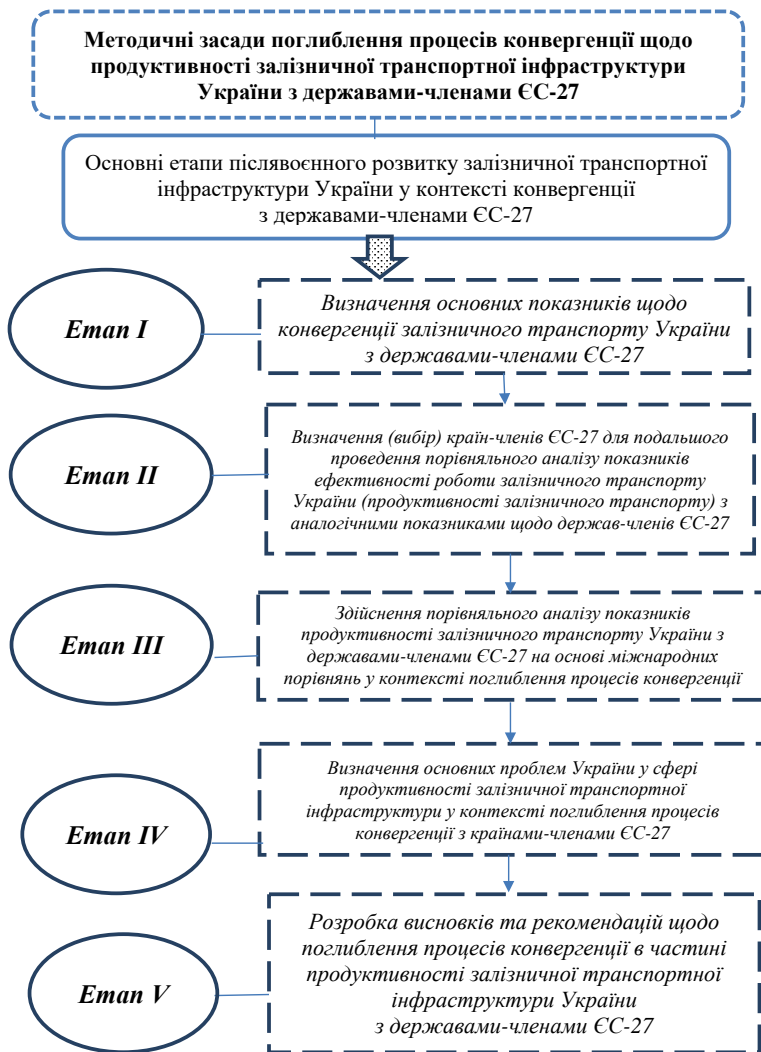 Методичні засади поглиблення процесів конвергенції щодо
продуктивності залізничної транспортної інфраструктури
України з державами-членами ЄС-27
Основні етапи післявоєнного розвитку залізничної транспортної
інфраструктури України у контексті конвергенції
з державами-членами ЄС-27
Етап I
Визначення основних показників щодо
конвергенції залізничного транспорту України
з державами-членами ЄС-27
Етап II
Визначення (вибір) країн-членів ЄС-27 для подальшого
проведення порівняльного аналізу показників
ефективності роботи залізничного транспорту
України (продуктивності залізничного транспорту) з
аналогічними показниками щодо держав-членів ЄС-27
Етап III
Здійснення порівняльного аналізу показників
продуктивності залізничного транспорту України з
державами-членами ЄС-27 на основі міжнародних
порівнянь у контексті поглиблення процесів конвергенції
Етап IV
Визначення основних проблем України у сфері
продуктивності залізничної транспортної
інфраструктури у контексті поглиблення процесів
конвергенції з країнами-членами ЄС-27
Етап V
Розробка висновків та рекомендацій щодо
поглиблення процесів конвергенції в частині
продуктивності залізничної транспортної
інфраструктури України
з державами-членами ЄС-27